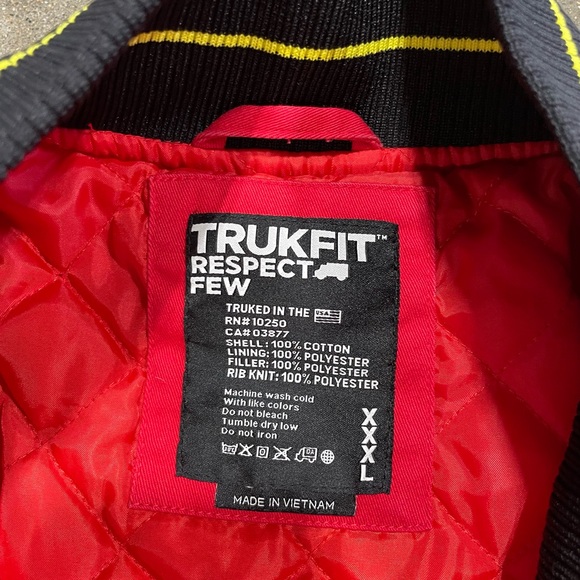 TRUKFIT™
RESPECT
FEW
TRUKED IN THE USA
RN#10250
CA#03877
SHELL: 100% COTTON
LINING: 100% POLYESTER
FILLER: 100% POLYESTER
RIB KNIT: 100% POLYESTER
Machine wash cold
With like colors
Do not bleach
Tumble dry low
Do not iron
XXXL
MADE IN VIETNAM